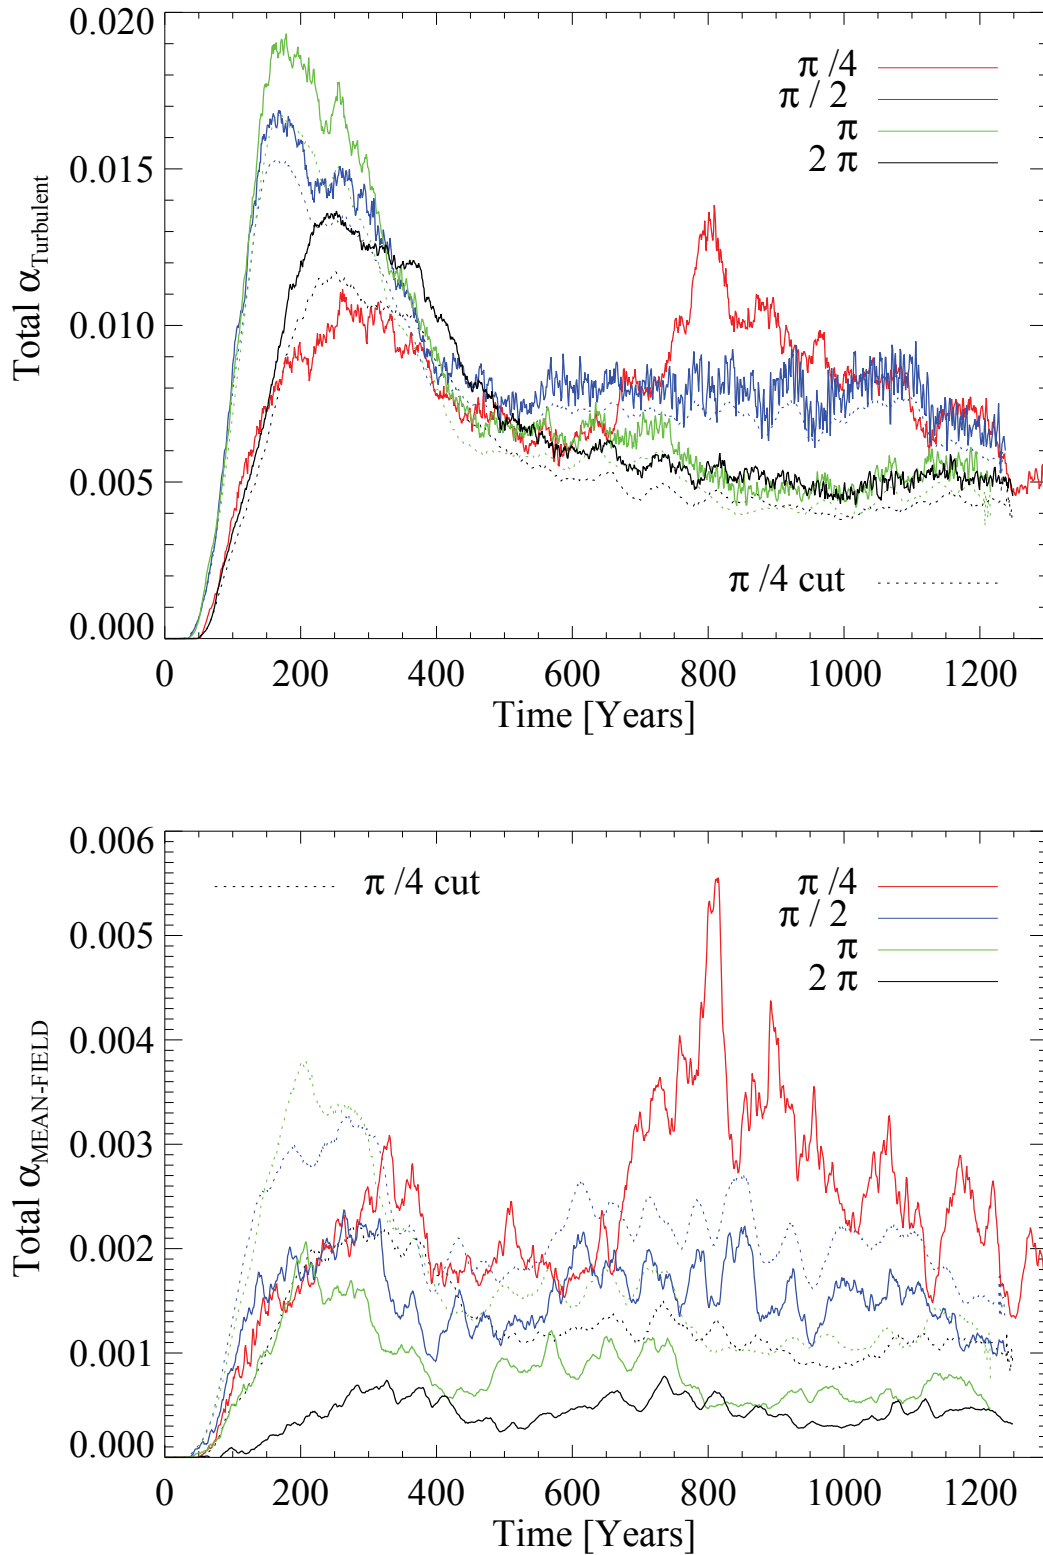 0.020
0.015
0.010
0.005
0.000
Total α_Turbulent
π /4
π / 2
π
2 π
π /4 cut
0 200 400 600 800 1000 1200
Time [Years]
0.006
0.005
0.004
0.003
0.002
0.001
0.000
Total α_MEAN-FIELD
π /4 cut
π /4
π / 2
π
2 π
0 200 400 600 800 1000 1200
Time [Years]